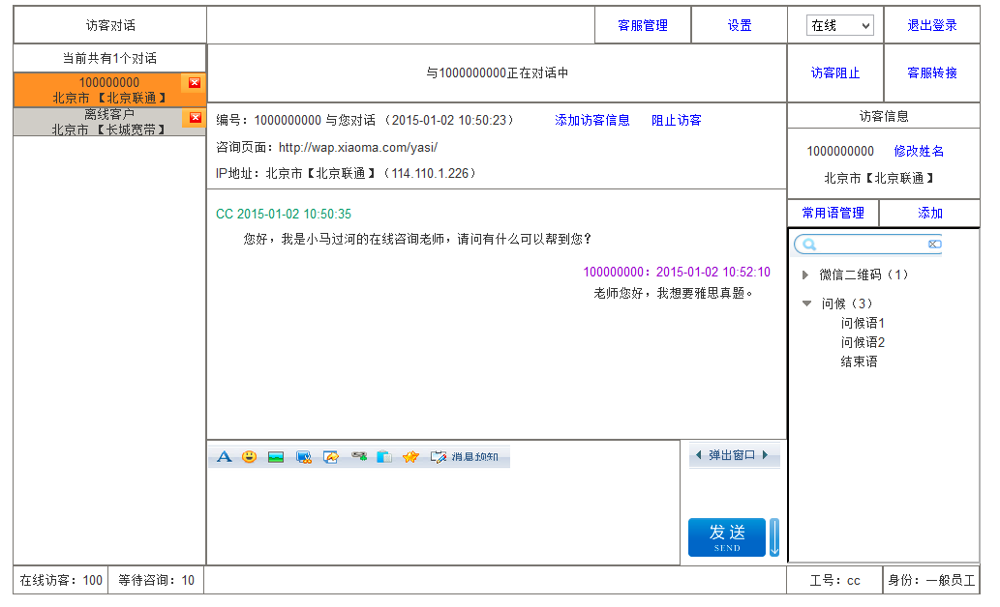 访客对话
客服管理
设置
在线
退出登录
当前共有1个对话
与1000000000正在对话中
访客阻止
客服转接
100000000
北京市 【北京联通】
离线客户
北京市 【长城宽带】
编号：1000000000 与您对话 （2015-01-02 10:50:23）
添加访客信息
阻止访客
咨询页面：http://wap.xiaoma.com/yasi/
IP地址：北京市【北京联通】（114.110.1.226）
访客信息
1000000000
修改姓名
北京市【北京联通】
常用语管理
添加
CC 2015-01-02 10:50:35
您好，我是小马过河的在线咨询老师，请问有什么可以帮到您？
100000000：2015-01-02 10:52:10
老师您好，我想要雅思真题。
微信二维码（1）
问候（3）
问候语1
问候语2
结束语
消息预知
弹出窗口
发 送
SEND
在线访客：100
等待咨询：10
工号：cc
身份：一般员工